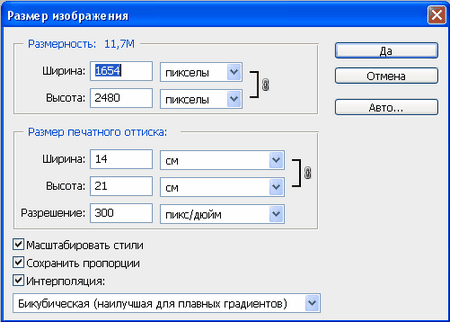 Размер изображения
Размерность: 11,7М
Да
Ширина: 1654 пикселы
Отмена
Высота: 2480 пикселы
Авто...
Размер печатного оттиска:
Ширина: 14 см
Высота: 21 см
Разрешение: 300 пикс/дюйм
Масштабировать стили
Сохранить пропорции
Интерполяция:
Бикубическая (наилучшая для плавных градиентов)